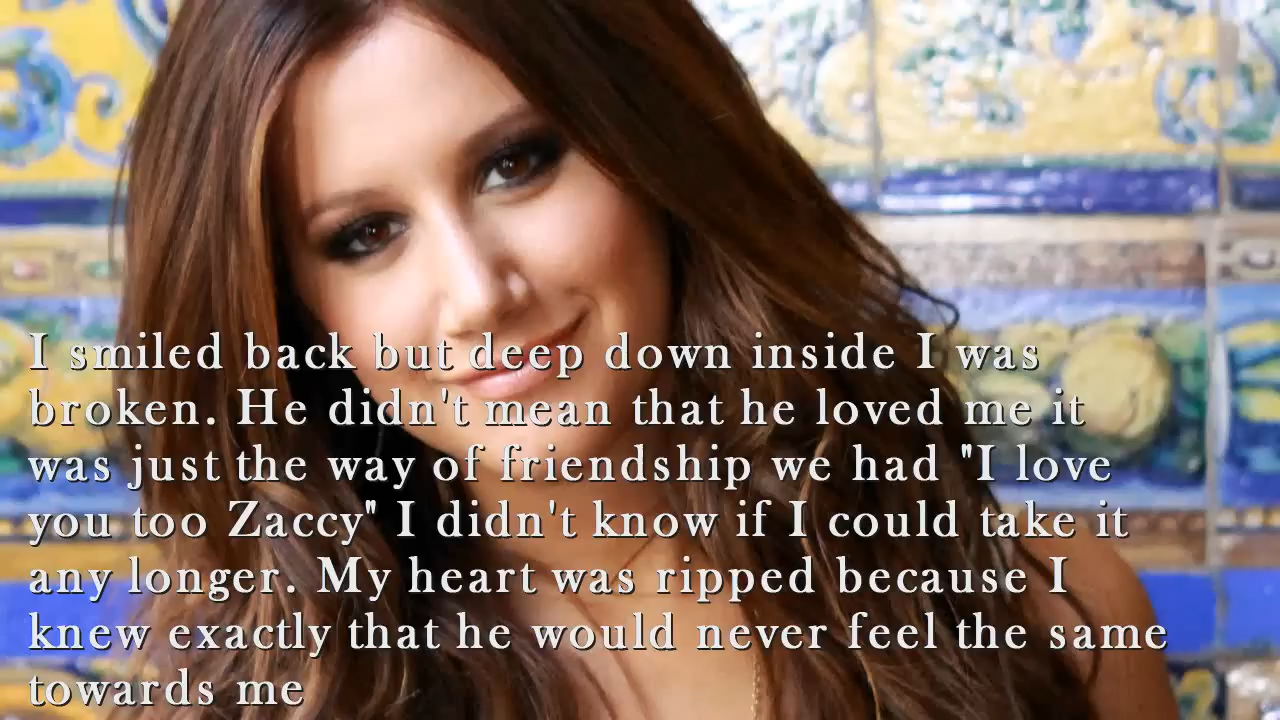 I smiled back but deep down inside I was
broken. He didn't mean that he loved me it
was just the way of friendship we had "I love
you too Zaccy" I didn't know if I could take it
any longer. My heart was ripped because I
knew exactly that he would never feel the same
towards me